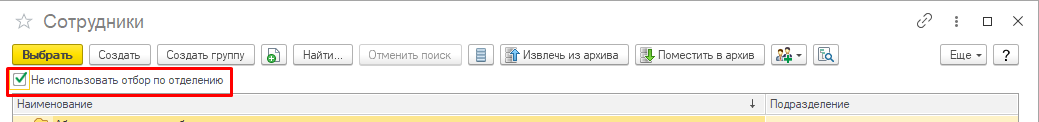 Сотрудники
Выбрать Создать Создать группу Найти... Отменить поиск Извлечь из архива Поместить в архив Еще ?
Не использовать отбор по отделению
Наименование Подразделение